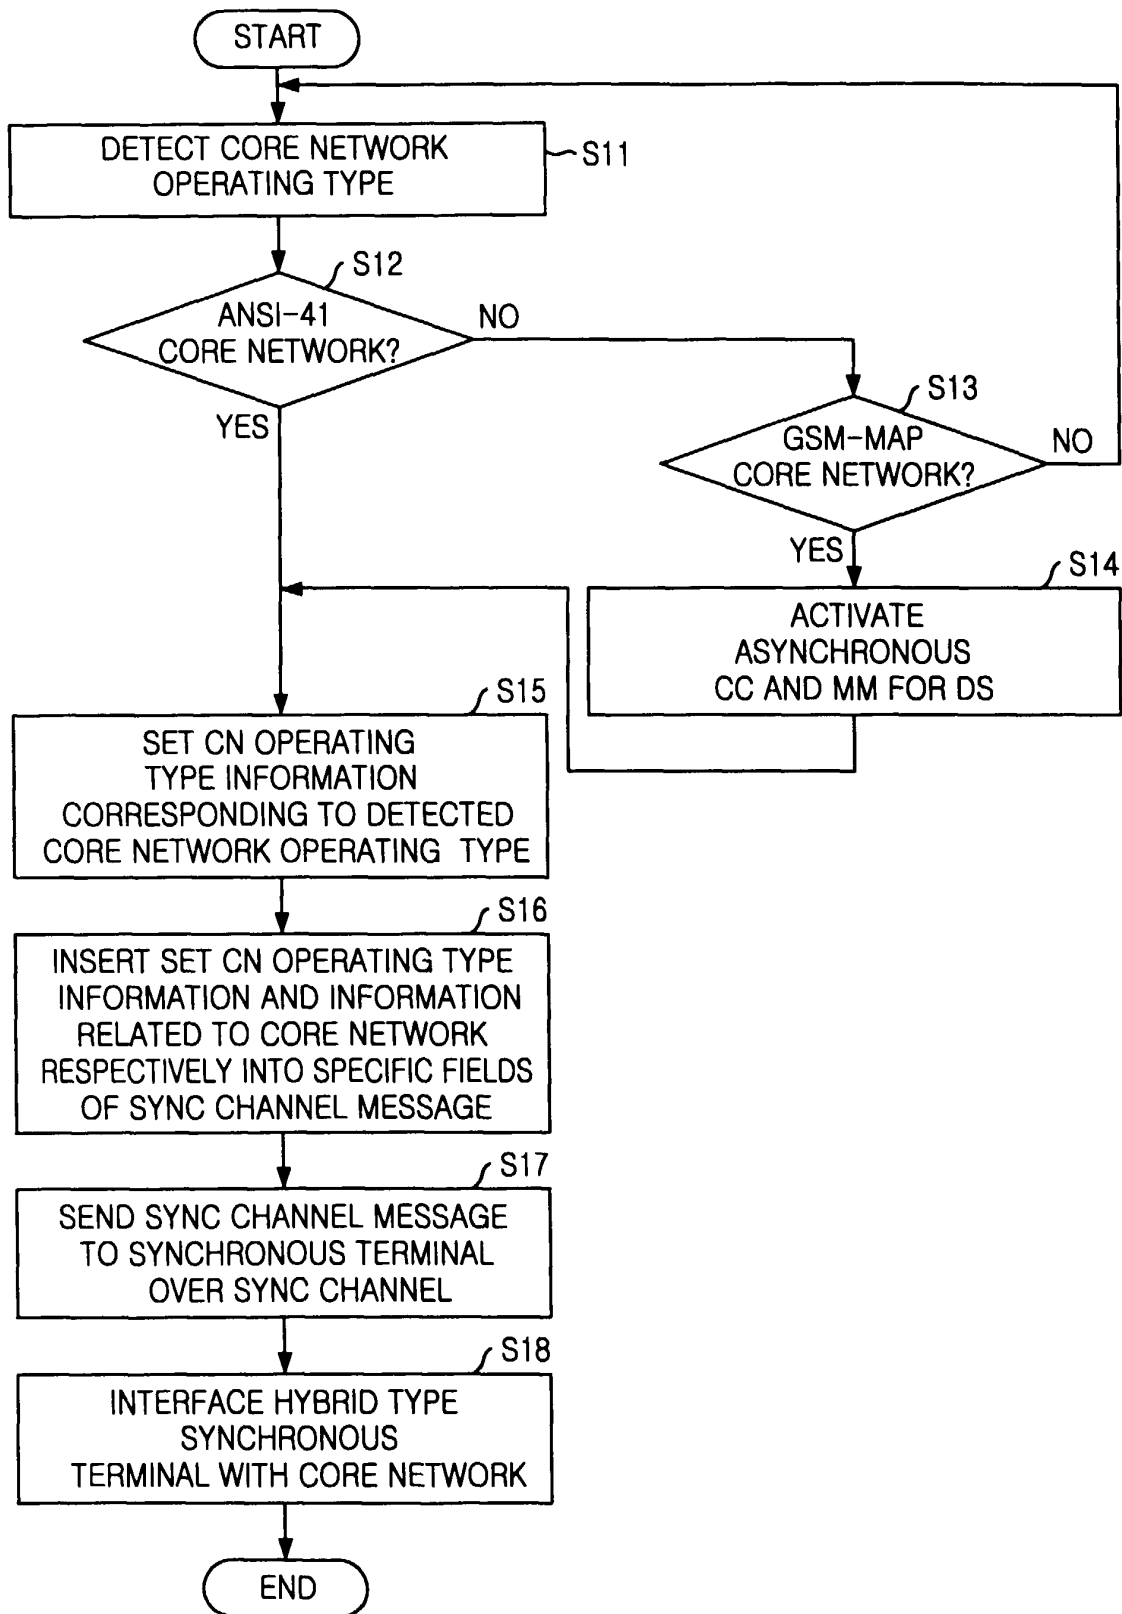 START
DETECT CORE NETWORK
OPERATING TYPE
S11
S12
ANSI-41
CORE NETWORK?
NO
YES
S13
GSM-MAP
CORE NETWORK?
NO
YES
S14
ACTIVATE
ASYNCHRONOUS
CC AND MM FOR DS
S15
SET CN OPERATING
TYPE INFORMATION
CORRESPONDING TO DETECTED
CORE NETWORK OPERATING TYPE
S16
INSERT SET CN OPERATING TYPE
INFORMATION AND INFORMATION
RELATED TO CORE NETWORK
RESPECTIVELY INTO SPECIFIC FIELDS
OF SYNC CHANNEL MESSAGE
S17
SEND SYNC CHANNEL MESSAGE
TO SYNCHRONOUS TERMINAL
OVER SYNC CHANNEL
S18
INTERFACE HYBRID TYPE
SYNCHRONOUS
TERMINAL WITH CORE NETWORK
END